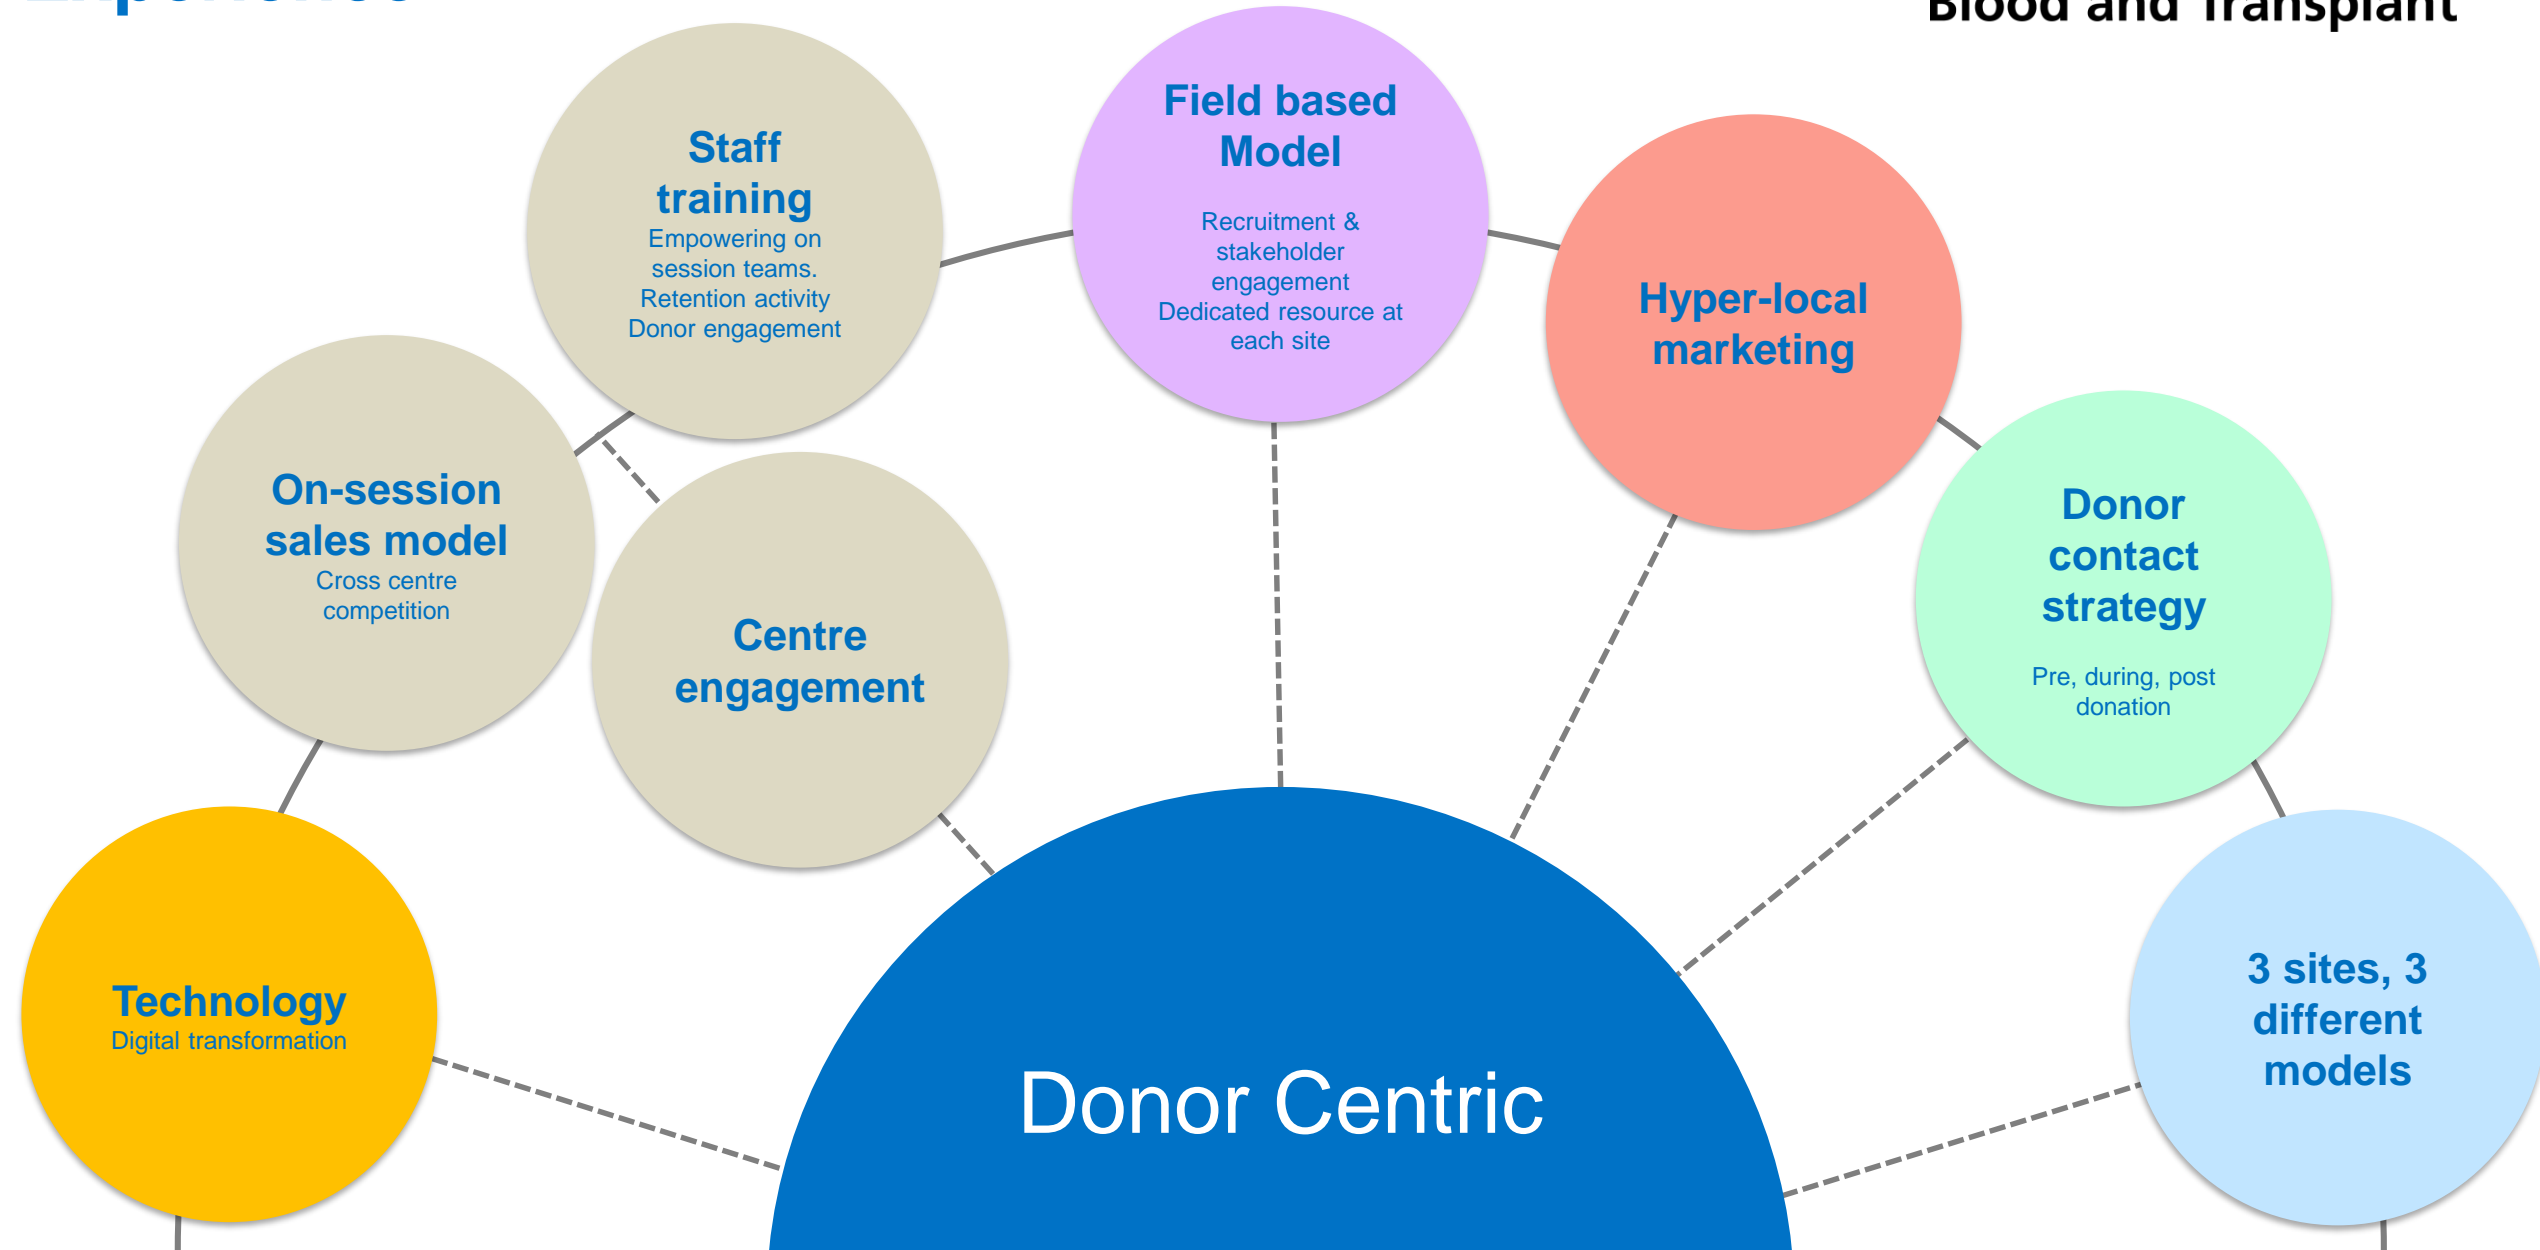 Experience
Blood and Transplant
Staff
training
Empowering on
session teams.
Retention activity
Donor engagement
Field based
Model
Recruitment &
stakeholder
engagement
Dedicated resource at
each site
Hyper-local
marketing
On-session
sales model
Cross centre
competition
Centre
engagement
Donor
contact
strategy
Pre, during, post
donation
Technology
Digital transformation
3 sites, 3
different
models
Donor Centric